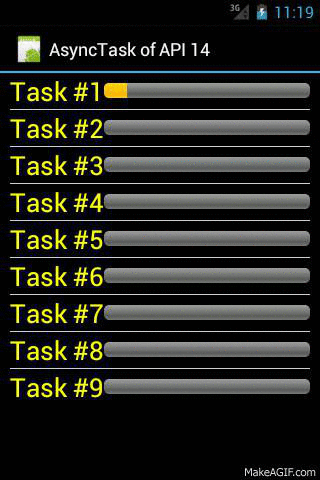 3G 11:19
AsyncTask of API 14
Task #1
Task #2
Task #3
Task #4
Task #5
Task #6
Task #7
Task #8
Task #9
MakeAGIF.com